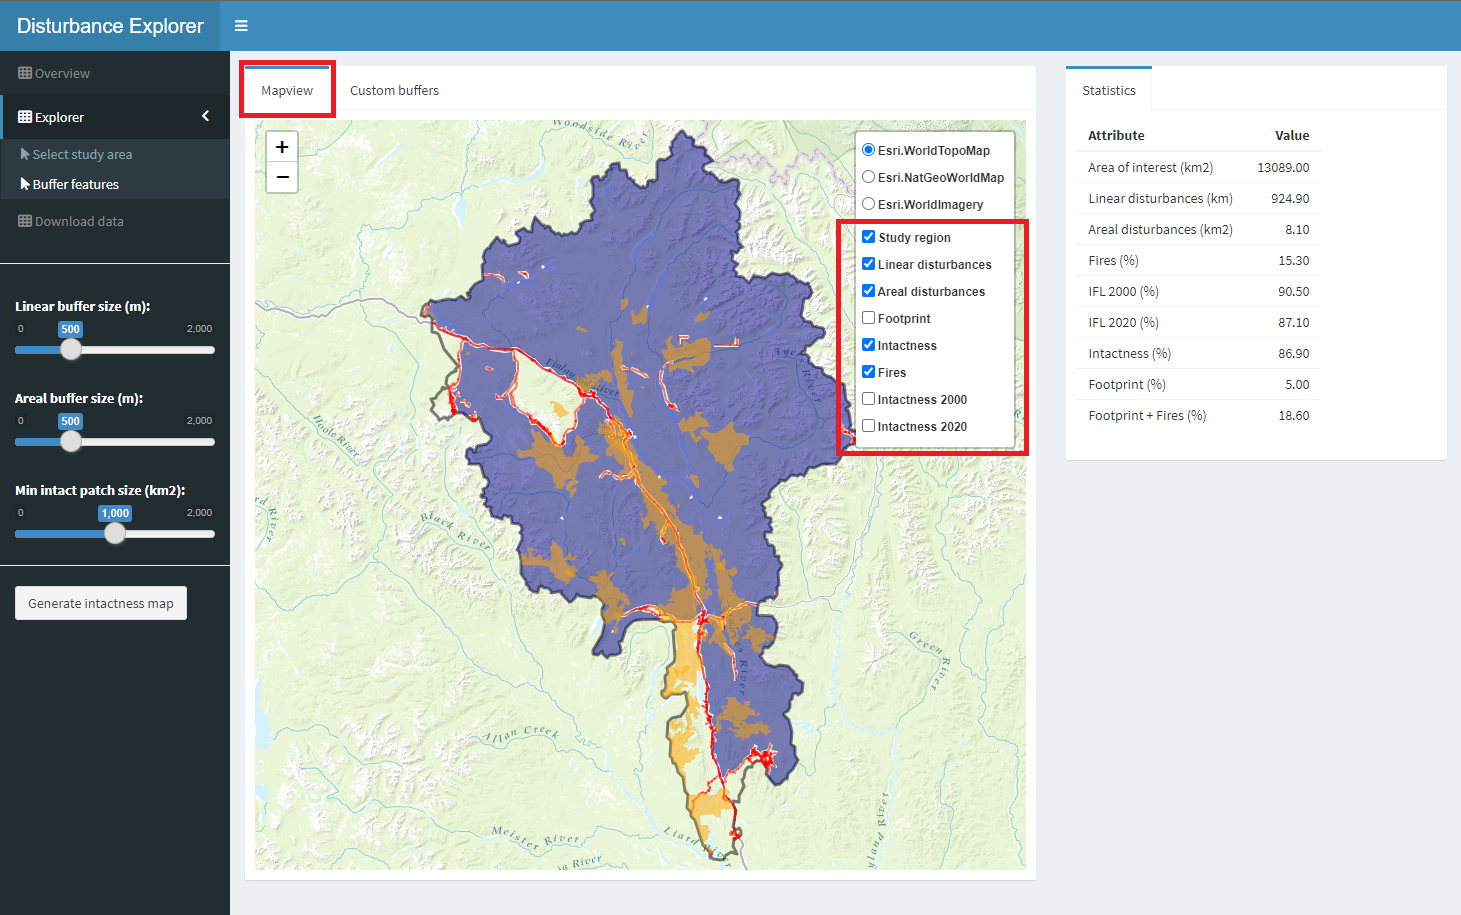 Disturbance Explorer
Overview
Explorer
Select study area
Buffer features
Download data
Linear buffer size (m):
0 500 2,000
Areal buffer size (m):
0 500 2,000
Min intact patch size (km2):
0 1,000 2,000
Generate intactness map
Mapview Custom buffers
+
−
Esri.WorldTopoMap
Esri.NatGeoWorldMap
Esri.WorldImagery
Study region
Linear disturbances
Areal disturbances
Footprint
Intactness
Fires
Intactness 2000
Intactness 2020
Woodside River
Finlay River
Hoole River
Black River
Green River
Allan Creek
Meister River
Liard River
River
Statistics
Attribute Value
Area of interest (km2) 13089.00
Linear disturbances (km) 924.90
Areal disturbances (km2) 8.10
Fires (%) 15.30
IFL 2000 (%) 90.50
IFL 2020 (%) 87.10
Intactness (%) 86.90
Footprint (%) 5.00
Footprint + Fires (%) 18.60